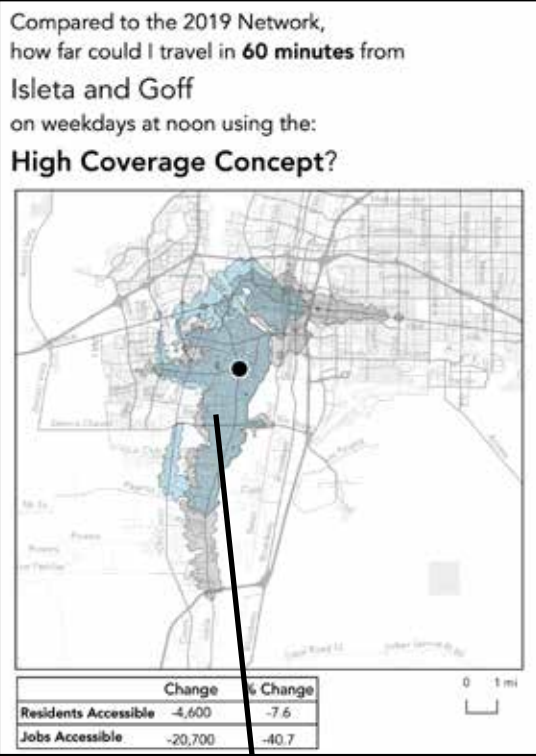 Compared to the 2019 Network,
how far could I travel in 60 minutes from
Isleta and Goff
on weekdays at noon using the:
High Coverage Concept?
0 1 mi
Change % Change
Residents Accessible -4,600 -7.6
Jobs Accessible -20,700 -40.7